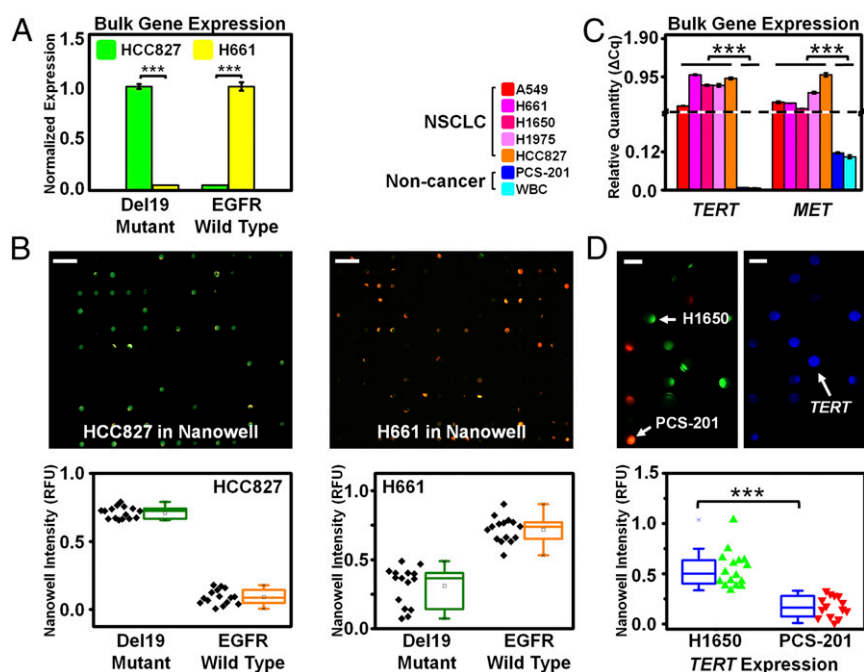 A
Bulk Gene Expression
HCC827 H661
*** ***
Normalized Expression
1.5
1.0
0.5
0.0
Del19 Mutant
EGFR Wild Type
NSCLC
A549
H661
H1650
H1975
HCC827
Non-cancer
PCS-201
WBC
C
Bulk Gene Expression
*** ***
Relative Quantity (ΔCq)
1.90
0.95
0.12
0.0
TERT MET
B
HCC827 in Nanowell
H661 in Nanowell
Nanowell Intensity (RFU)
1.0
0.5
0.0
HCC827
Del19 Mutant
EGFR Wild Type
Nanowell Intensity (RFU)
1.0
0.5
0.0
H661
Del19 Mutant
EGFR Wild Type
D
H1650
PCS-201
TERT
Nanowell Intensity (RFU)
1.5
1.0
0.5
0.0
***
H1650 PCS-201
TERT Expression